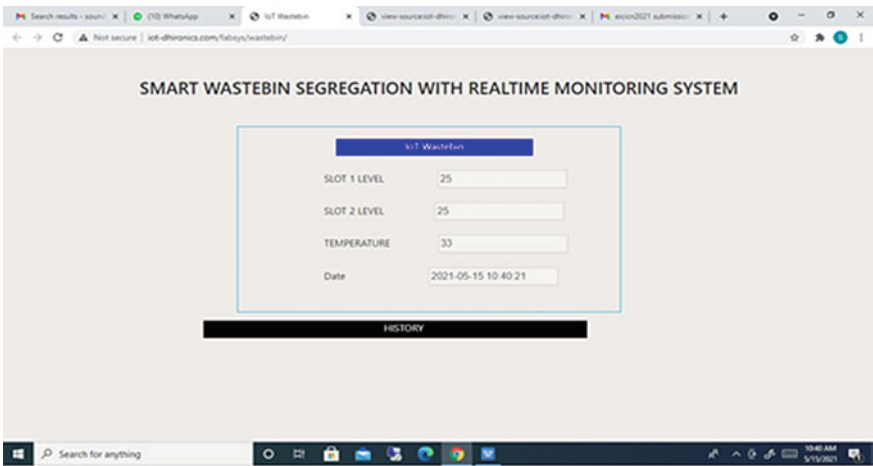 Search results - soun
(10) WhatsApp
IoT Wastebin
view-source:iot-dhiro
view-source:iot-dhiro
eicion2021 submission
Not secure | iot-dhironics.com/fabsys/wastebin/
SMART WASTEBIN SEGREGATION WITH REALTIME MONITORING SYSTEM
IoT Wastebin
SLOT 1 LEVEL 25
SLOT 2 LEVEL 25
TEMPERATURE 33
Date 2021-05-15 10:40:21
HISTORY
Search for anything
10:40 AM
5/15/2021